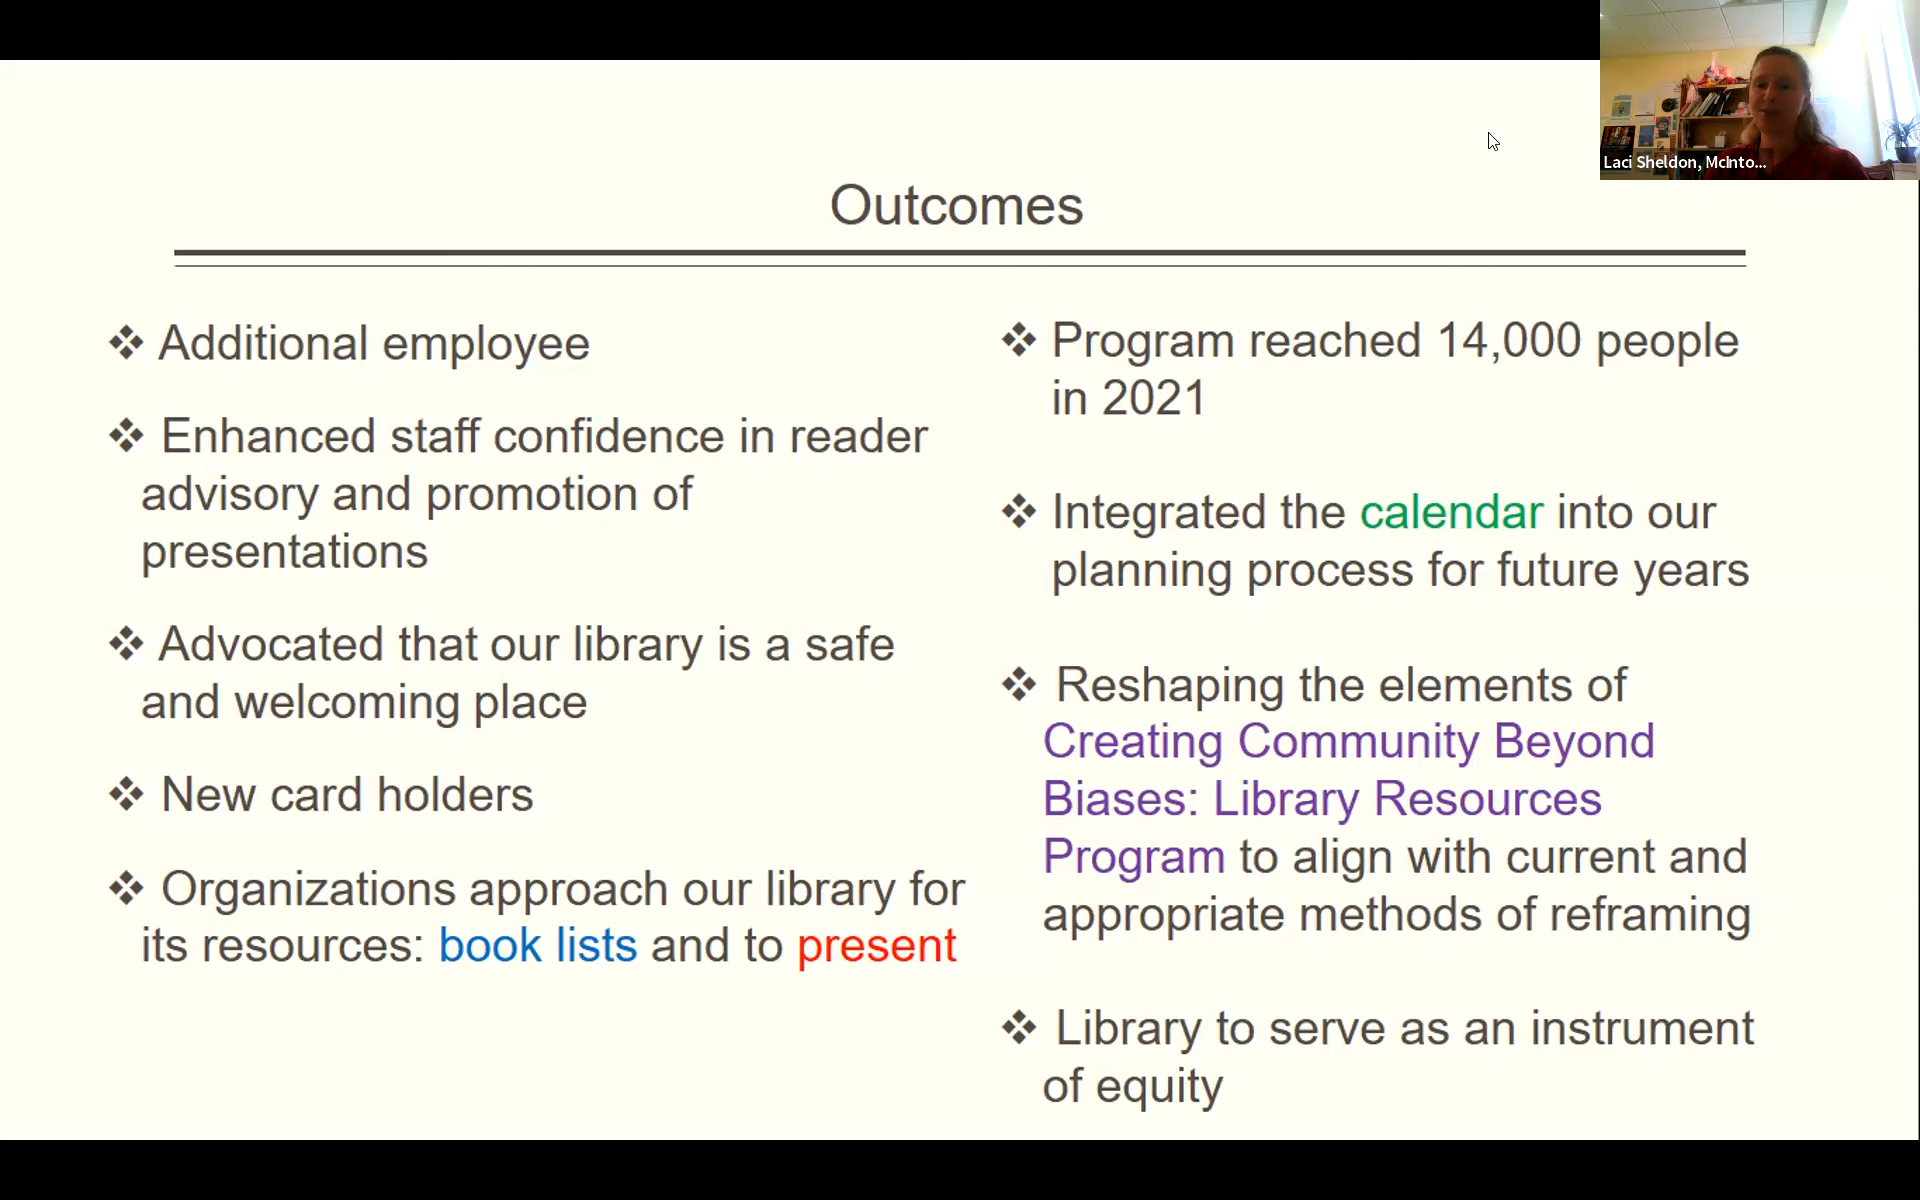 Laci Sheldon, McInto...
Outcomes
❖ Additional employee
❖ Enhanced staff confidence in reader
advisory and promotion of
presentations
❖ Advocated that our library is a safe
and welcoming place
❖ New card holders
❖ Organizations approach our library for
its resources: book lists and to present
❖ Program reached 14,000 people
in 2021
❖ Integrated the calendar into our
planning process for future years
❖ Reshaping the elements of
Creating Community Beyond
Biases: Library Resources
Program to align with current and
appropriate methods of reframing
❖ Library to serve as an instrument
of equity